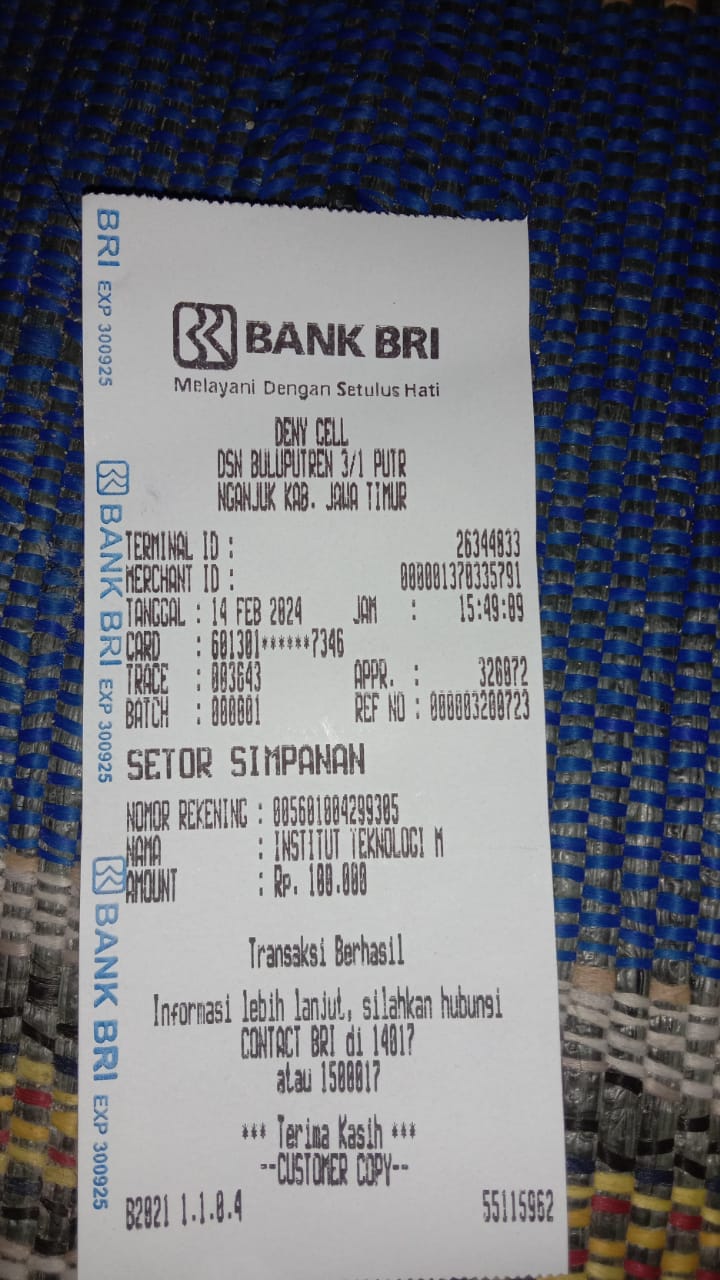 BANK BRI
Melayani Dengan Setulus Hati
DENY CELL
DSN BULUPUTREN 3/1 PUTR
NGANJUK KAB. JAWA TIMUR
TERMINAL ID : 26344833
MERCHANT ID : 000001370335791
TANGGAL : 14 FEB 2024 JAM : 15:49:09
CARD : 601301******7346
TRACE : 003643 APPR. : 320072
BATCH : 000001 REF NO : 000003200723
SETOR SIMPANAN
NOMOR REKENING : 005601004299305
NAMA : INSTITUT TEKNOLOGI M
AMOUNT : Rp. 100.000
Transaksi Berhasil
Informasi lebih lanjut, silahkan hubungi
CONTACT BRI di 14017
atau 1500017
*** Terima Kasih ***
--CUSTOMER COPY--
B2021 1.1.0.4 55115962
BRI EXP 300925
BANK BRI EXP 300925
BANK BRI EXP 300925